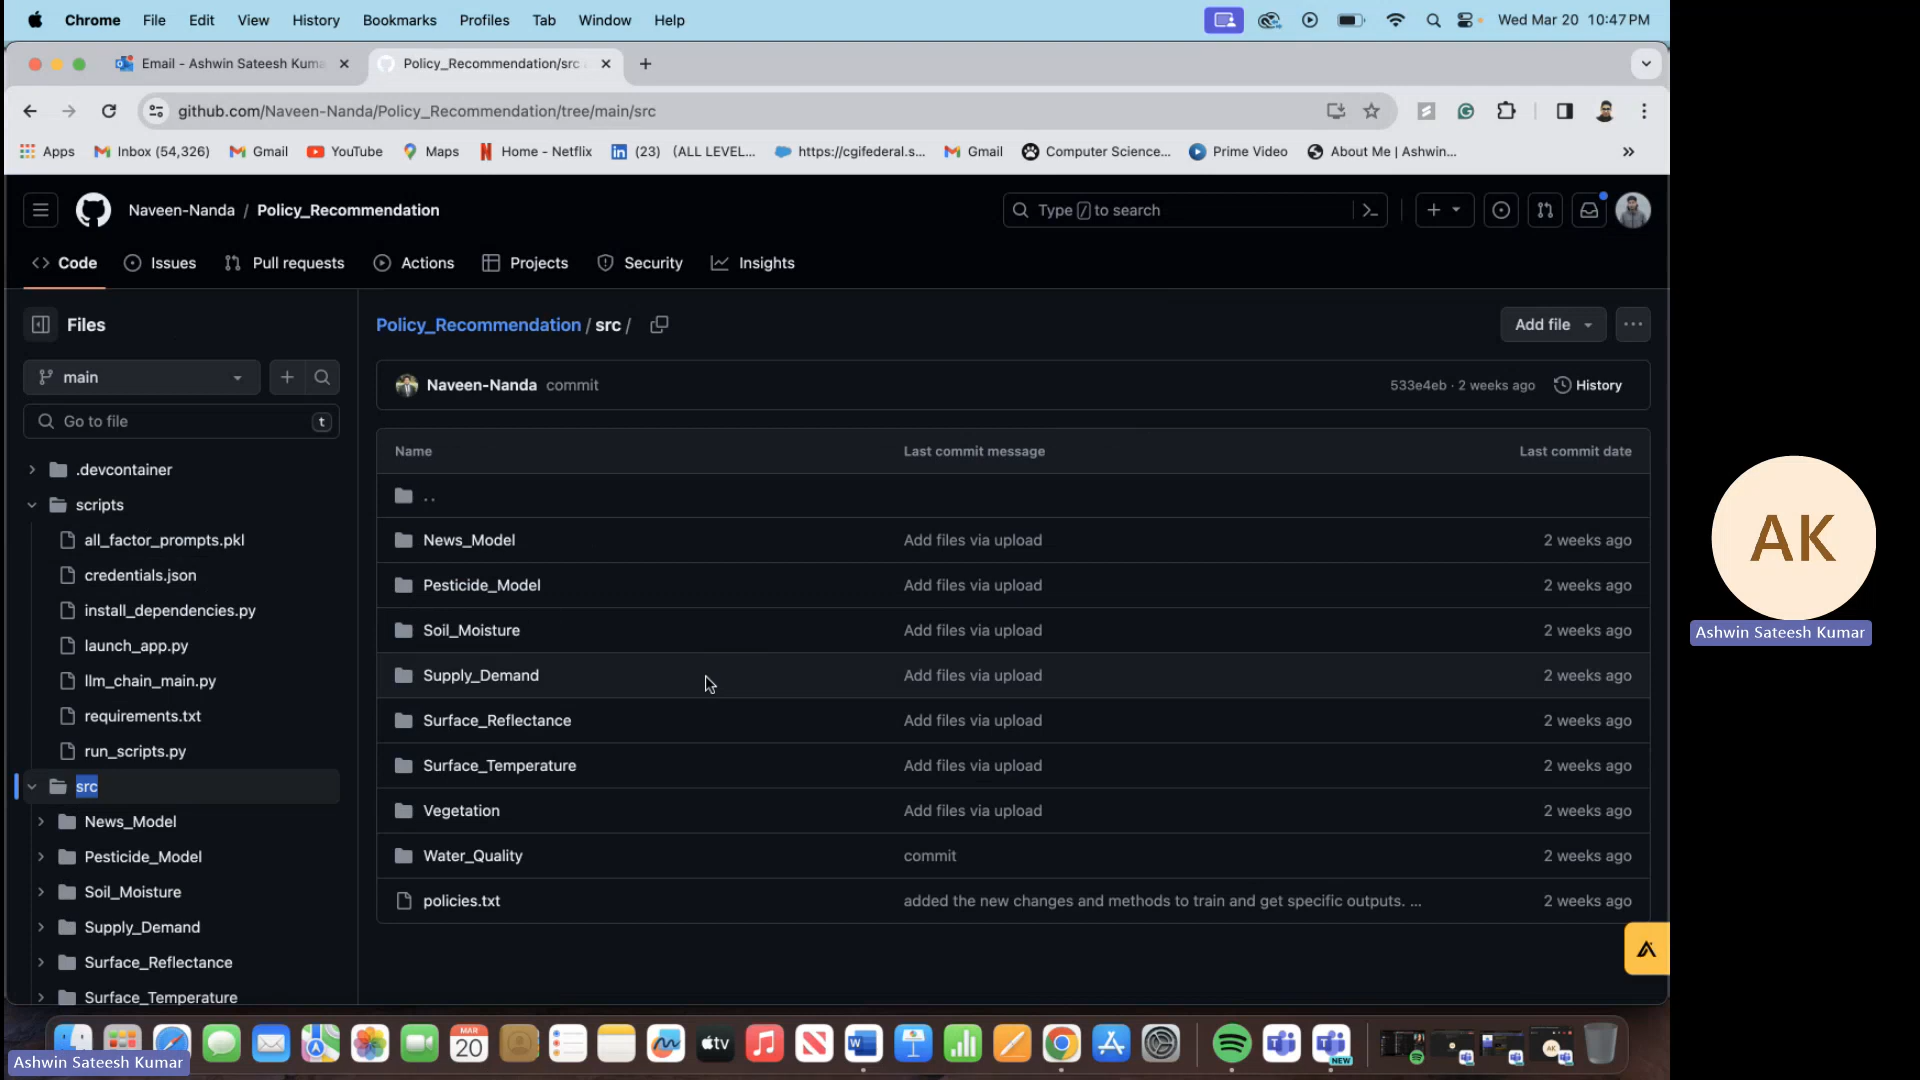 Chrome File Edit View History Bookmarks Profiles Tab Window Help Wed Mar 20 10:47 PM
Email - Ashwin Sateesh Kuma Policy_Recommendation/src
github.com/Naveen-Nanda/Policy_Recommendation/tree/main/src
Apps Inbox (54,326) Gmail YouTube Maps Home - Netflix (23) (ALL LEVEL... https://cgifederal.s... Gmail Computer Science... Prime Video About Me | Ashwin... »
Naveen-Nanda / Policy_Recommendation Type / to search
Code Issues Pull requests Actions Projects Security Insights
Files Policy_Recommendation / src / Add file
main
Naveen-Nanda commit 533e4eb · 2 weeks ago History
Go to file t
Name Last commit message Last commit date
.devcontainer
..
scripts
all_factor_prompts.pkl
News_Model Add files via upload 2 weeks ago
credentials.json
Pesticide_Model Add files via upload 2 weeks ago
install_dependencies.py
Soil_Moisture Add files via upload 2 weeks ago
launch_app.py
Supply_Demand Add files via upload 2 weeks ago
llm_chain_main.py
requirements.txt
Surface_Reflectance Add files via upload 2 weeks ago
run_scripts.py
Surface_Temperature Add files via upload 2 weeks ago
src
Vegetation Add files via upload 2 weeks ago
News_Model
Pesticide_Model
Water_Quality commit 2 weeks ago
Soil_Moisture
policies.txt added the new changes and methods to train and get specific outputs. ... 2 weeks ago
Supply_Demand
Surface_Reflectance
Surface_Temperature
MAR
20
tv
NEW
AK
Ashwin Sateesh Kumar
AK
Ashwin Sateesh Kumar